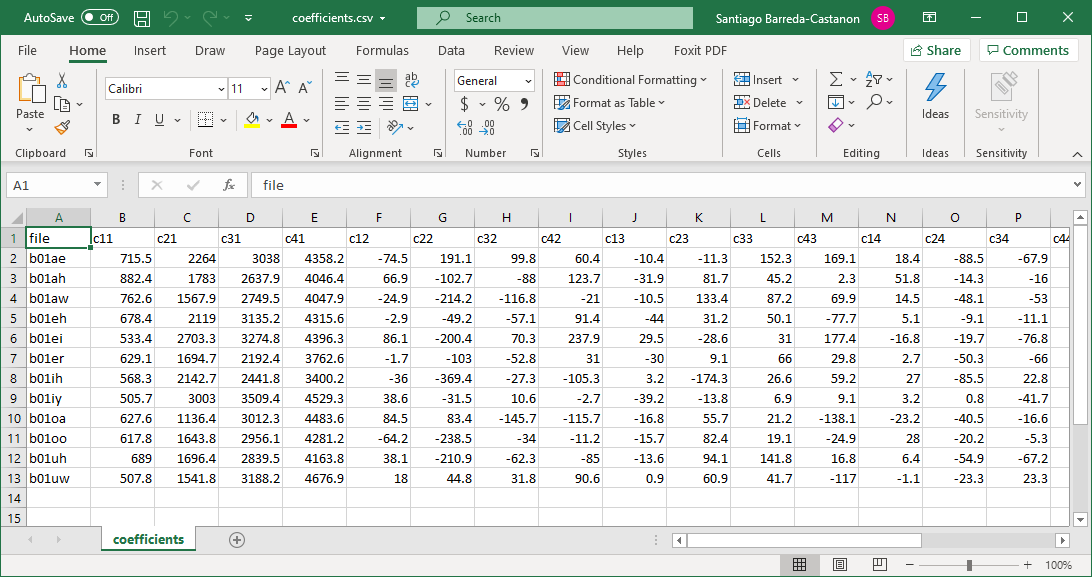 AutoSave Off coefficients.csv Search Santiago Barreda-Castanon SB
File Home Insert Draw Page Layout Formulas Data Review View Help Foxit PDF Share Comments
Paste Calibri 11 A A ab General Conditional Formatting Insert Ideas Sensitivity
$ % , Format as Table Delete
B I U A Cell Styles Format
Clipboard Font Alignment Number Styles Cells Editing Ideas Sensitivity
A1 fx file
A B C D E F G H I J K L M N O P
1 file c11 c21 c31 c41 c12 c22 c32 c42 c13 c23 c33 c43 c14 c24 c34 c44
2 b01ae 715.5 2264 3038 4358.2 -74.5 191.1 99.8 60.4 -10.4 -11.3 152.3 169.1 18.4 -88.5 -67.9
3 b01ah 882.4 1783 2637.9 4046.4 66.9 -102.7 -88 123.7 -31.9 81.7 45.2 2.3 51.8 -14.3 -16
4 b01aw 762.6 1567.9 2749.5 4047.9 -24.9 -214.2 -116.8 -21 -10.5 133.4 87.2 69.9 14.5 -48.1 -53
5 b01eh 678.4 2119 3135.2 4315.6 -2.9 -49.2 -57.1 91.4 -44 31.2 50.1 -77.7 5.1 -9.1 -11.1
6 b01ei 533.4 2703.3 3274.8 4396.3 86.1 -200.4 70.3 237.9 29.5 -28.6 31 177.4 -16.8 -19.7 -76.8
7 b01er 629.1 1694.7 2192.4 3762.6 -1.7 -103 -52.8 31 -30 9.1 66 29.8 2.7 -50.3 -66
8 b01ih 568.3 2142.7 2441.8 3400.2 -36 -369.4 -27.3 -105.3 3.2 -174.3 26.6 59.2 27 -85.5 22.8
9 b01iy 505.7 3003 3509.4 4529.3 38.6 -31.5 10.6 -2.7 -39.2 -13.8 6.9 9.1 3.2 0.8 -41.7
10 b01oa 627.6 1136.4 3012.3 4483.6 84.5 83.4 -145.7 -115.7 -16.8 55.7 21.2 -138.1 -23.2 -40.5 -16.6
11 b01oo 617.8 1643.8 2956.1 4281.2 -64.2 -238.5 -34 -11.2 -15.7 82.4 19.1 -24.9 28 -20.2 -5.3
12 b01uh 689 1696.4 2839.5 4163.8 38.1 -210.9 -62.3 -85 -13.6 94.1 141.8 16.8 6.4 -54.9 -67.2
13 b01uw 507.8 1541.8 3188.2 4676.9 18 44.8 31.8 90.6 0.9 60.9 41.7 -117 -1.1 -23.3 23.3
14
15
coefficients
100%